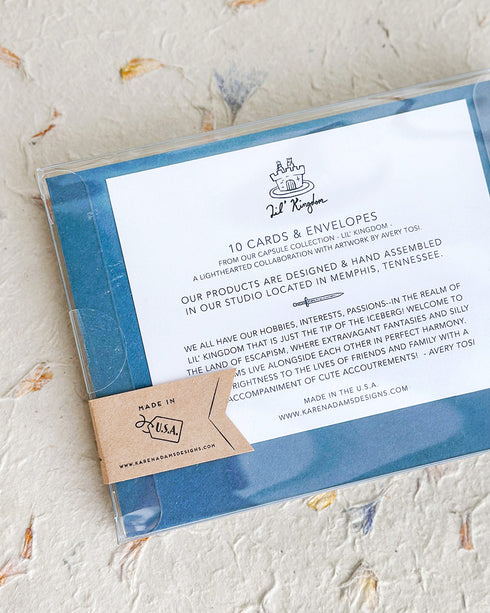 Lil' Kingdom
10 CARDS & ENVELOPES
FROM OUR CAPSULE COLLECTION - LIL' KINGDOM -
A LIGHTHEARTED COLLABORATION WITH ARTWORK BY AVERY TOSI.
OUR PRODUCTS ARE DESIGNED & HAND ASSEMBLED
IN OUR STUDIO LOCATED IN MEMPHIS, TENNESSEE.
WE ALL HAVE OUR HOBBIES, INTERESTS, PASSIONS--IN THE REALM OF
LIL' KINGDOM THAT IS JUST THE TIP OF THE ICEBERG! WELCOME TO
THE LAND OF ESCAPISM, WHERE EXTRAVAGANT FANTASIES AND SILLY
LIVE ALONGSIDE EACH OTHER IN PERFECT HARMONY.
BRIGHTNESS TO THE LIVES OF FRIENDS AND FAMILY WITH A
ACCOMPANIMENT OF CUTE ACCOUTREMENTS! - AVERY TOSI
MADE IN THE U.S.A.
WWW.KARENADAMSDESIGNS.COM
MADE IN
U.S.A.
WWW.KARENADAMSDESIGNS.COM